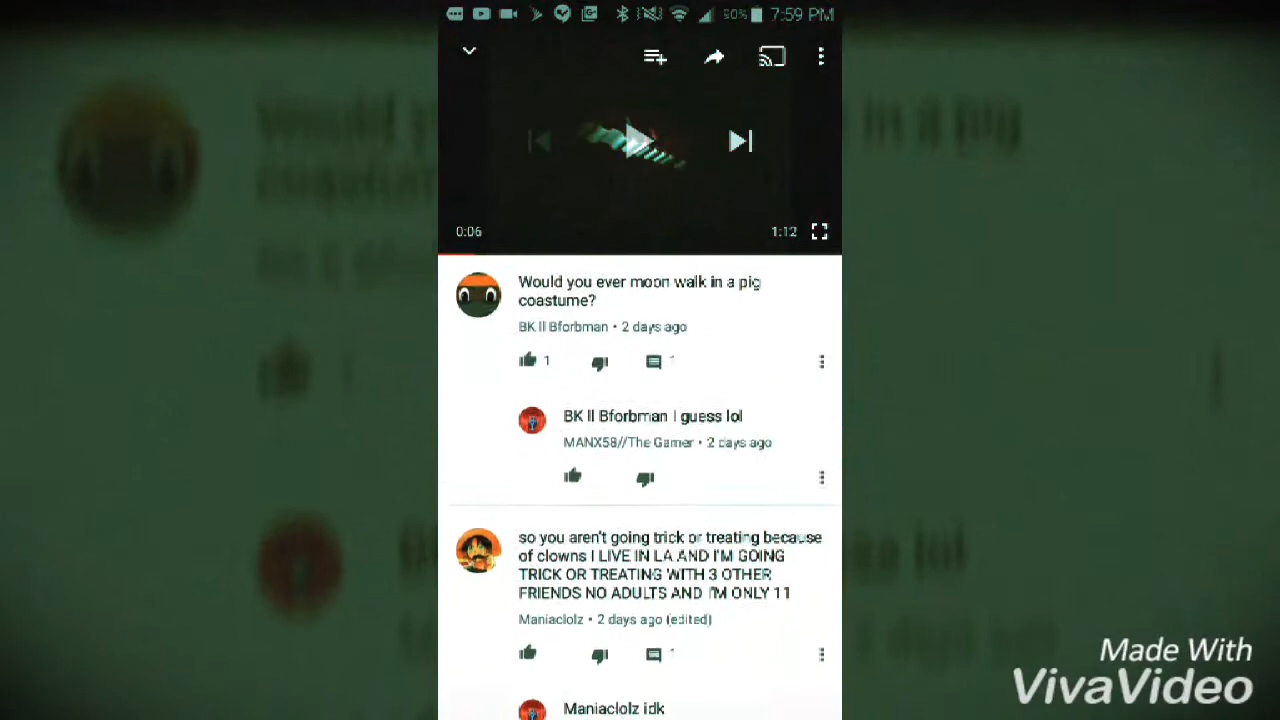 50% 7:59 PM
0:06 1:12
Would you ever moon walk in a pig
coastume?
BK ll Bforbman • 2 days ago
1 1
BK ll Bforbman I guess lol
MANX58//The Gamer • 2 days ago
so you aren't going trick or treating because
of clowns I LIVE IN LA AND I'M GOING
TRICK OR TREATING WITH 3 OTHER
FRIENDS NO ADULTS AND I'M ONLY 11
Maniaclolz • 2 days ago (edited)
1
Maniaclolz idk
Made With
VivaVideo